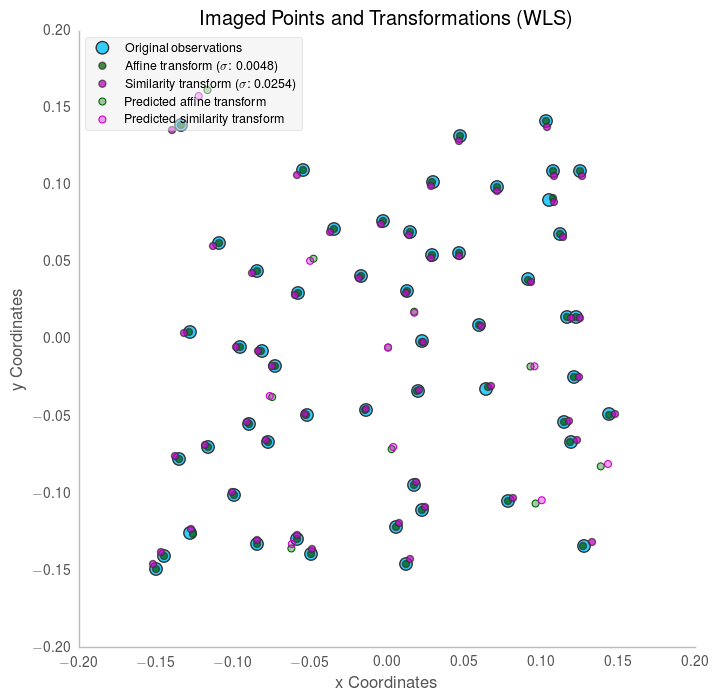 Imaged Points and Transformations (WLS)
0.20
Original observations
Affine transform (σ: 0.0048)
Similarity transform (σ: 0.0254)
Predicted affine transform
Predicted similarity transform
0.15
0.10
0.05
0.00
−0.05
−0.10
−0.15
−0.20
y Coordinates
−0.20 −0.15 −0.10 −0.05 0.00 0.05 0.10 0.15 0.20
x Coordinates